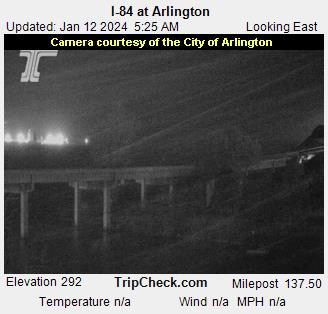 I-84 at Arlington
Updated: Jan 12 2024 5:25 AM Looking East
Camera courtesy of the City of Arlington
Elevation 292 TripCheck.com Milepost 137.50
Temperature n/a Wind n/a MPH n/a